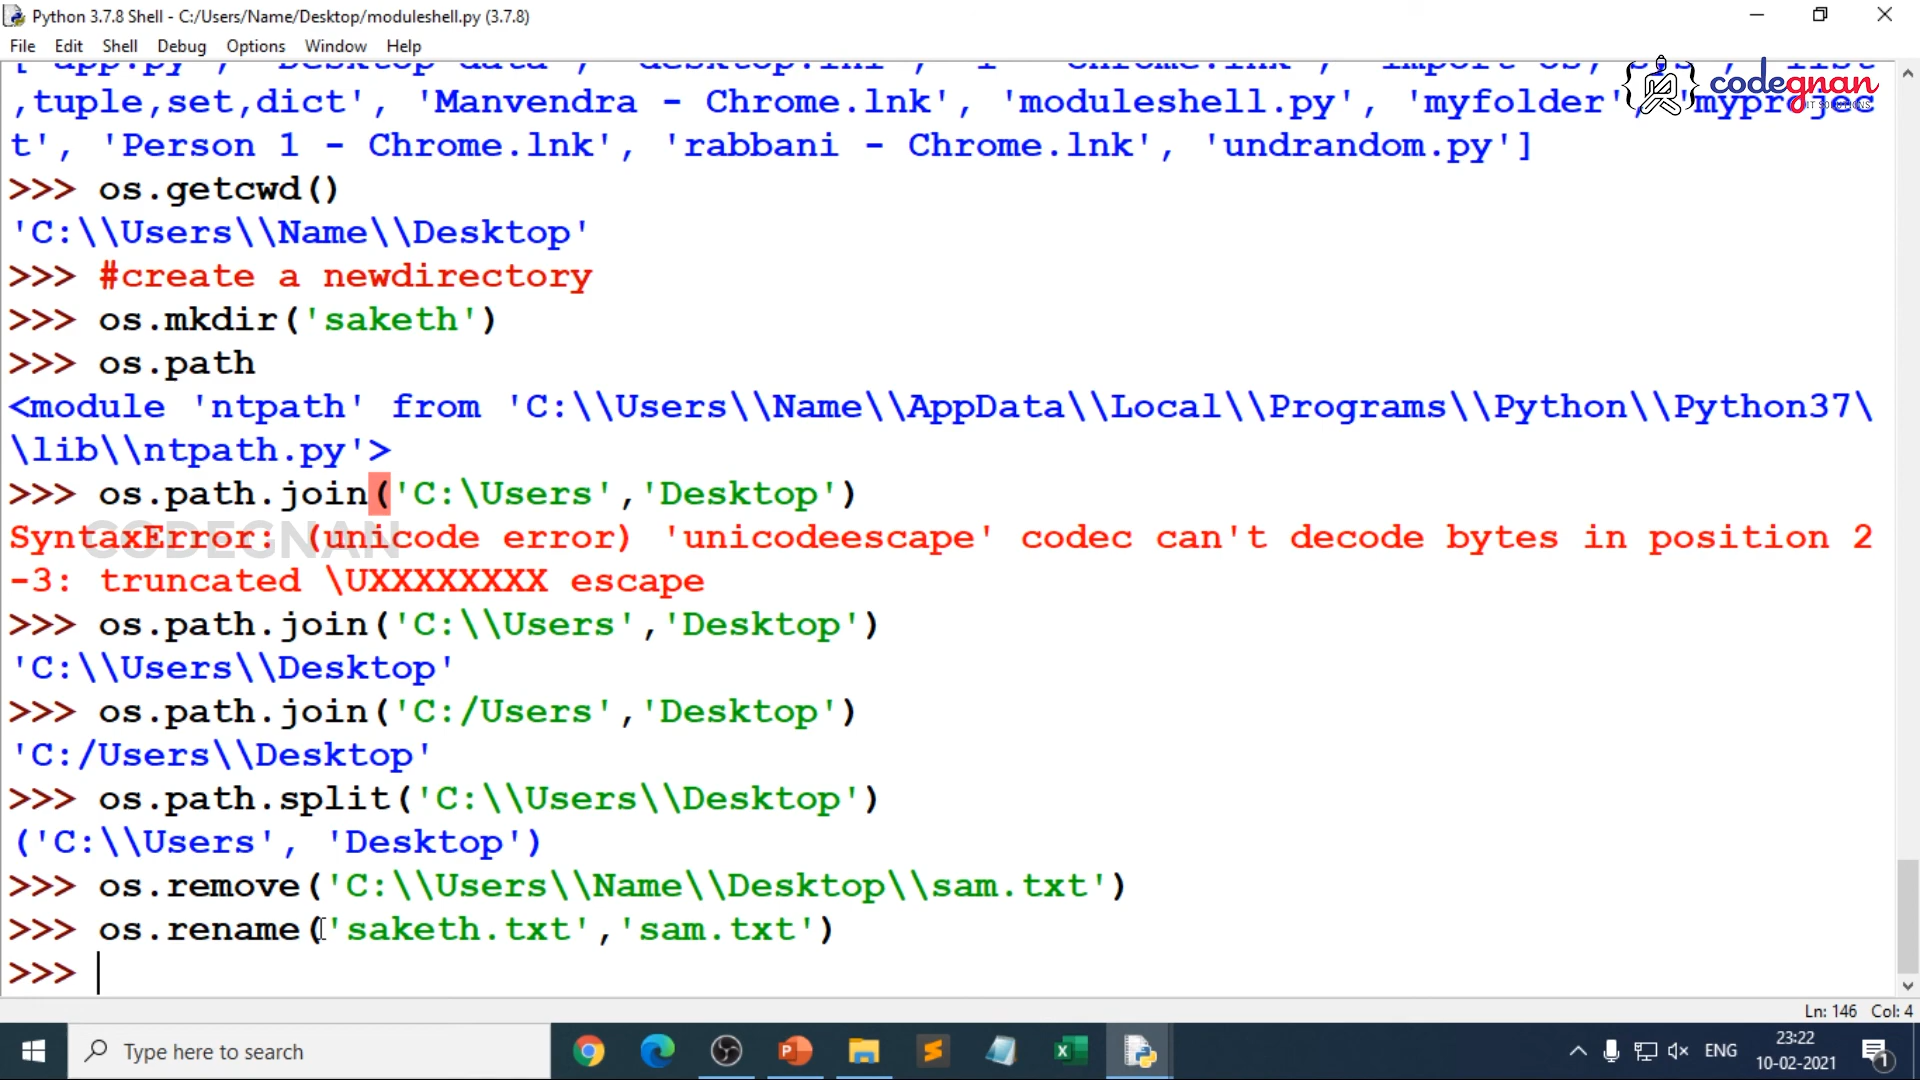 Python 3.7.8 Shell - C:/Users/Name/Desktop/moduleshell.py (3.7.8)
File Edit Shell Debug Options Window Help
codegnan
IT SOLUTIONS
,tuple,set,dict', 'Manvendra - Chrome.lnk', 'moduleshell.py', 'myfolder', 'myprojec
t', 'Person 1 - Chrome.lnk', 'rabbani - Chrome.lnk', 'undrandom.py']
>>> os.getcwd()
'C:\\Users\\Name\\Desktop'
>>> #create a newdirectory
>>> os.mkdir('saketh')
>>> os.path
<module 'ntpath' from 'C:\\Users\\Name\\AppData\\Local\\Programs\\Python\\Python37\
\lib\\ntpath.py'>
>>> os.path.join('C:\Users','Desktop')
CODEGNAN
SyntaxError: (unicode error) 'unicodeescape' codec can't decode bytes in position 2
-3: truncated \UXXXXXXXX escape
>>> os.path.join('C:\\Users','Desktop')
'C:\\Users\\Desktop'
>>> os.path.join('C:/Users','Desktop')
'C:/Users\\Desktop'
>>> os.path.split('C:\\Users\\Desktop')
('C:\\Users', 'Desktop')
>>> os.remove('C:\\Users\\Name\\Desktop\\sam.txt')
>>> os.rename('saketh.txt','sam.txt')
>>>
Ln: 146 Col: 4
Type here to search
ENG
23:22
10-02-2021
1